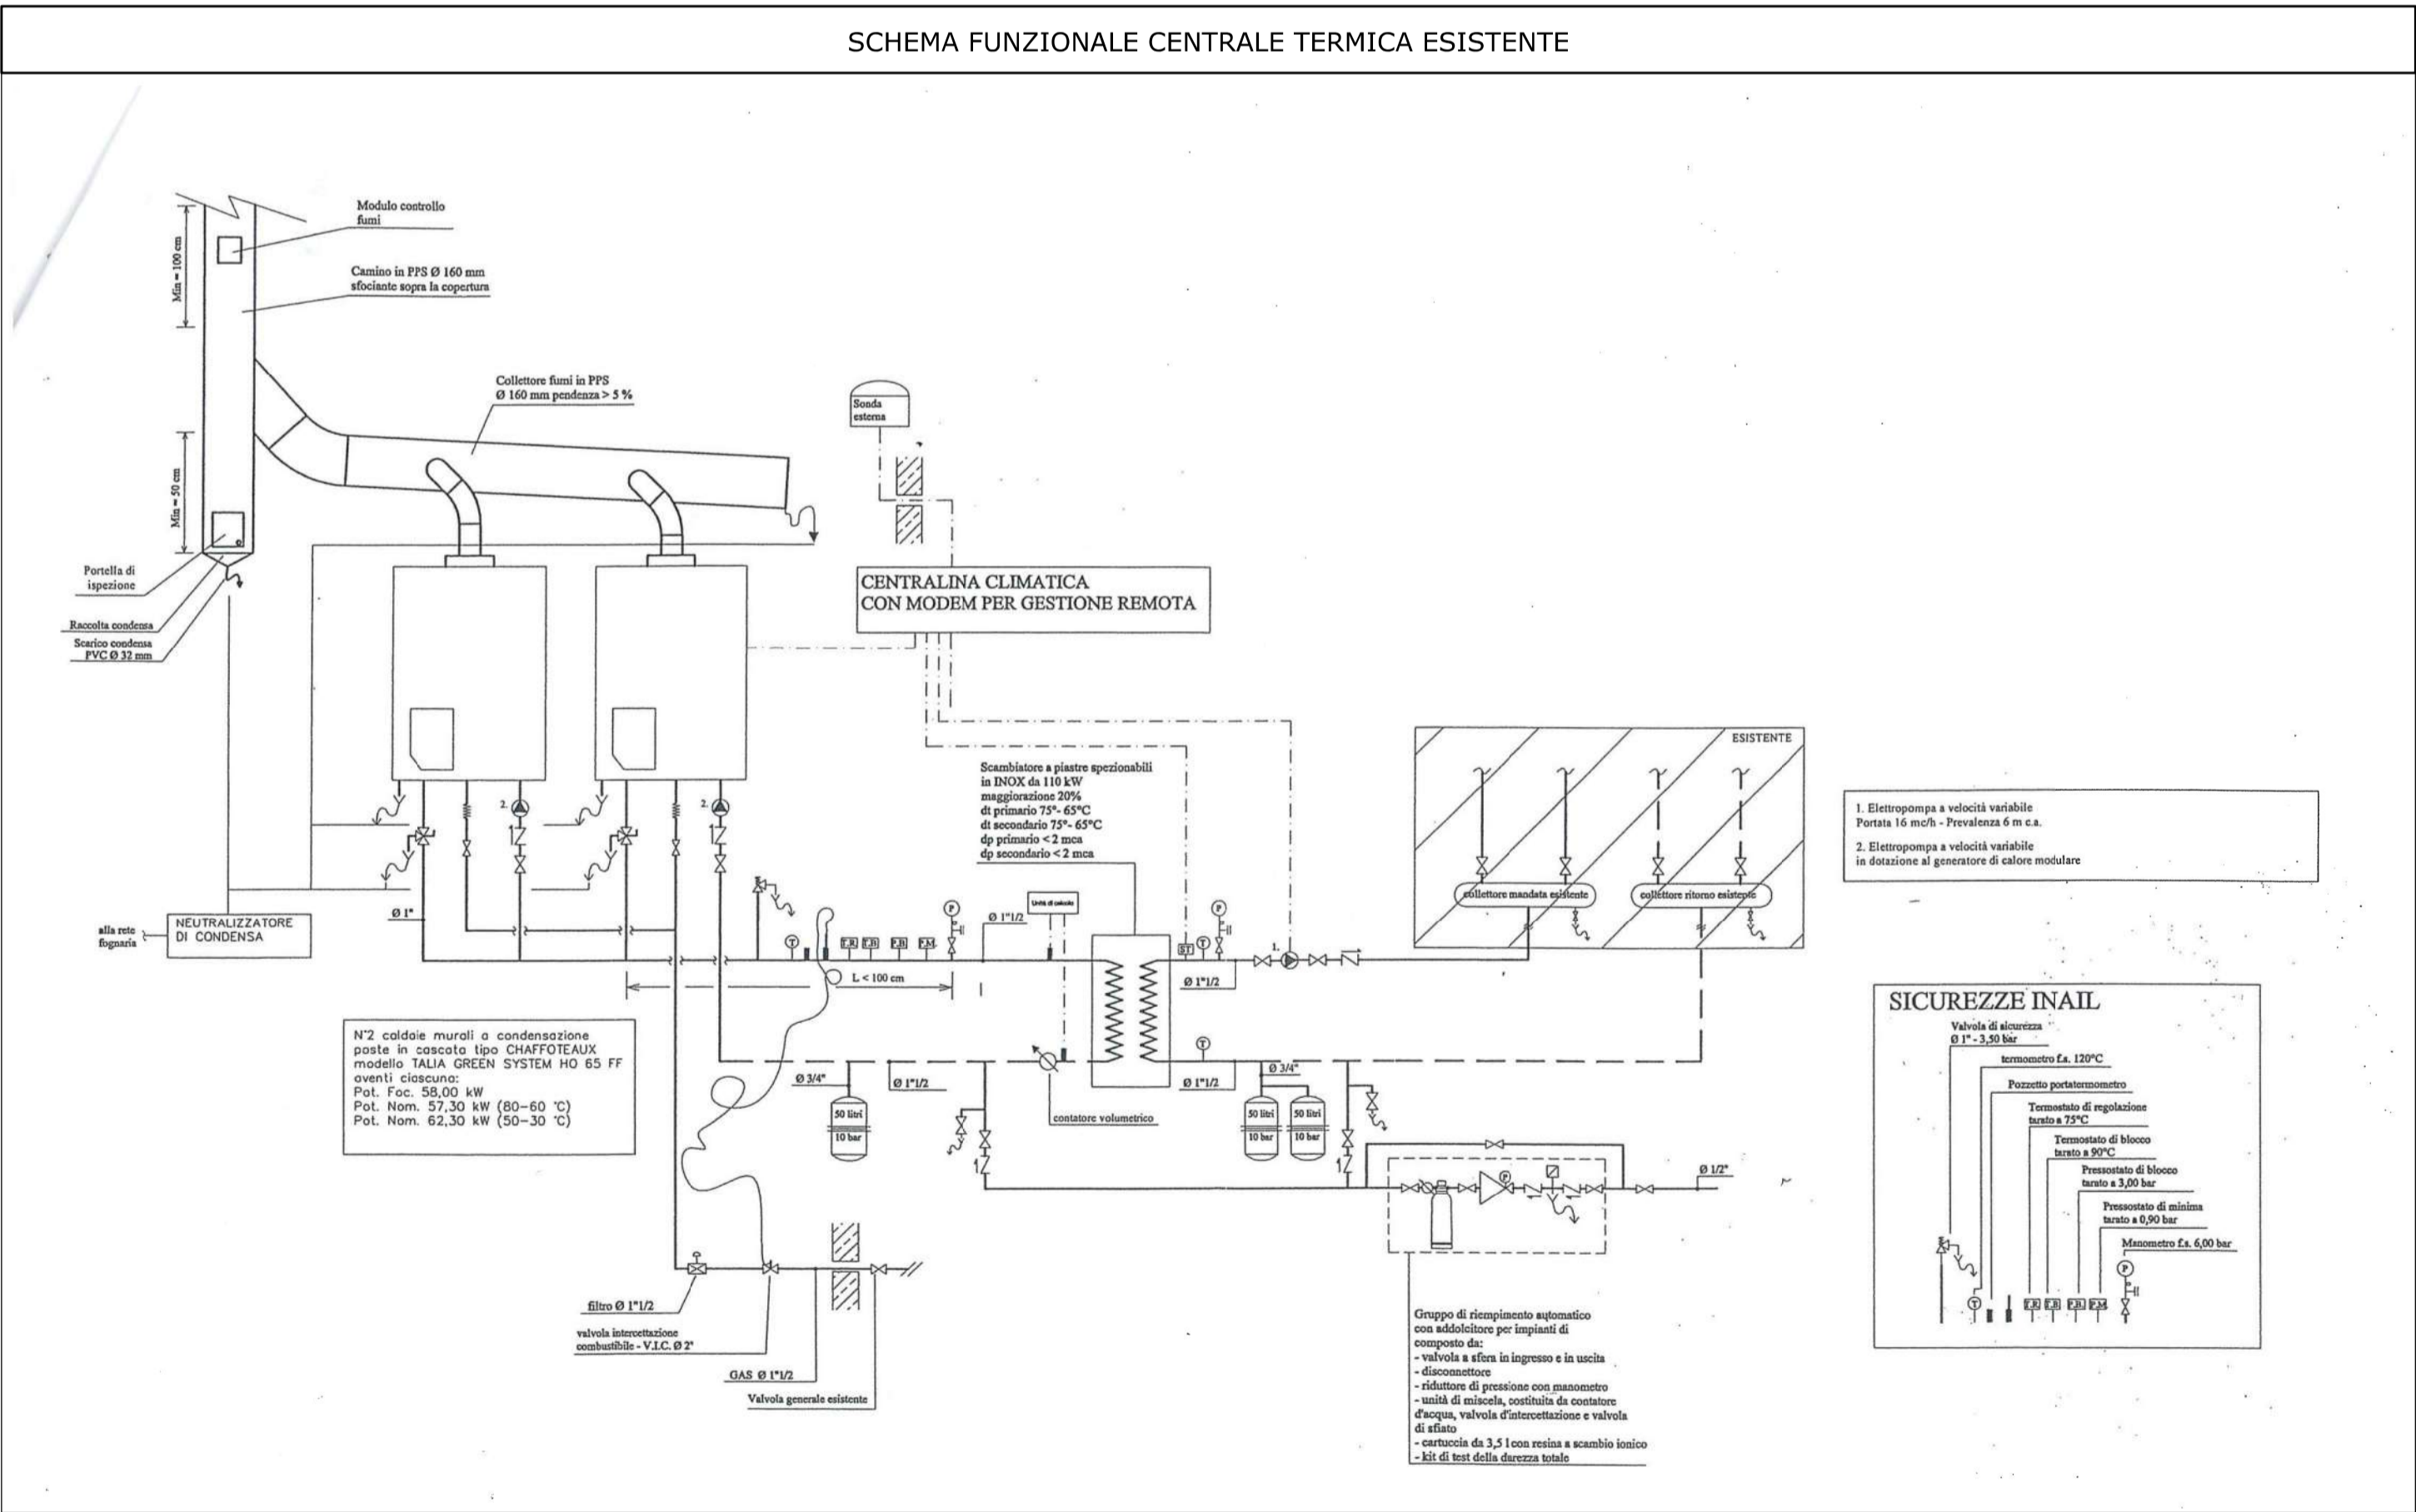 SCHEMA FUNZIONALE CENTRALE TERMICA ESISTENTE
Modulo controllo
fumi
Min = 100 cm
Camino in PPS Ø 160 mm
sfociante sopra la copertura
Collettore fumi in PPS
Ø 160 mm pendenza > 5 %
Sonda
esterna
Min = 50 cm
Portella di
ispezione
Raccolta condensa
Scarico condensa
PVC Ø 32 mm
CENTRALINA CLIMATICA
CON MODEM PER GESTIONE REMOTA
2.
2.
Scambiatore a piastre spezionabili
in INOX da 110 kW
maggiorazione 20%
dt primario 75°- 65°C
dt secondario 75°- 65°C
dp primario < 2 mca
dp secondario < 2 mca
ESISTENTE
collettore mandata esistente
collettore ritorno esistente
1. Elettropompa a velocità variabile
Portata 16 mc/h - Prevalenza 6 m c.a.
2. Elettropompa a velocità variabile
in dotazione al generatore di calore modulare
alla rete
fognaria
NEUTRALIZZATORE
DI CONDENSA
Ø 1"
T
T.R.
T.B.
P.B.
P.M.
P
Ø 1"1/2
Unità di calcolo
L < 100 cm
ST
T
P
1.
Ø 1"1/2
N°2 caldaie murali a condensazione
poste in cascata tipo CHAFFOTEAUX
modello TALIA GREEN SYSTEM HO 65 FF
aventi ciascuna:
Pot. Foc. 58,00 kW
Pot. Nom. 57,30 kW (80-60 °C)
Pot. Nom. 62,30 kW (50-30 °C)
Ø 3/4"
Ø 1"1/2
50 litri
10 bar
contatore volumetrico
T
Ø 1"1/2
Ø 3/4"
50 litri
10 bar
50 litri
10 bar
P
Ø 1/2"
filtro Ø 1"1/2
valvola intercettazione
combustibile - V.I.C. Ø 2"
GAS Ø 1"1/2
Valvola generale esistente
Gruppo di riempimento automatico
con addolcitore per impianti di
composto da:
- valvola a sfera in ingresso e in uscita
- disconnettore
- riduttore di pressione con manometro
- unità di miscela, costituita da contatore
d'acqua, valvola d'intercettazione e valvola
di sfiato
- cartuccia da 3,5 l con resina a scambio ionico
- kit di test della durezza totale
SICUREZZE INAIL
Valvola di sicurezza
Ø 1" - 3,50 bar
termometro f.s. 120°C
Pozzetto portatermometro
Termostato di regolazione
tarato a 75°C
Termostato di blocco
tarato a 90°C
Pressostato di blocco
tarato a 3,00 bar
Pressostato di minima
tarato a 0,90 bar
Manometro f.s. 6,00 bar
P
T
T.R.
T.B.
P.B.
P.M.